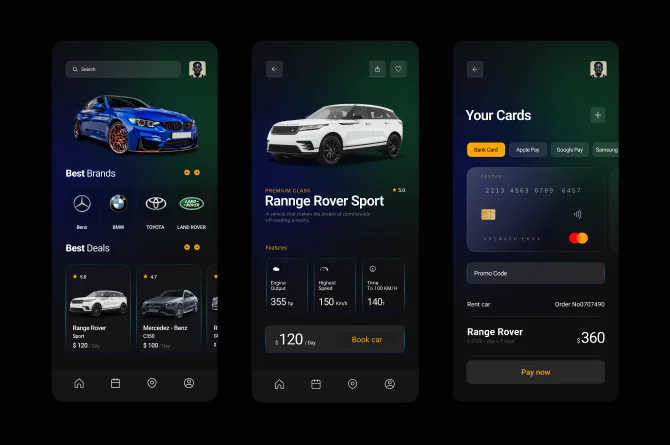 Search
Best Brands
Benz
BMW
TOYOTA
LAND ROVER
Best Deals
5.0
Range Rover
Sport
$ 120 / Day
4.7
Mercedez - Benz
C350
$ 100 / Day
PREMIUM CLASS
5.0
Rannge Rover Sport
A vehicle that makes the dream of comfortable
off-roading a reality
Features
Engine
Output
355 hp
Highest
Speed
150 Km/h
Time
To 100 KM/H
$ 120 / Day
Book car
Your Cards
Bank Card
Apple Pay
Google Pay
Samsung
2213 4563 6789 6457
Promo Code
Rent car
Order No0707490
Range Rover
$ 360
Pay now